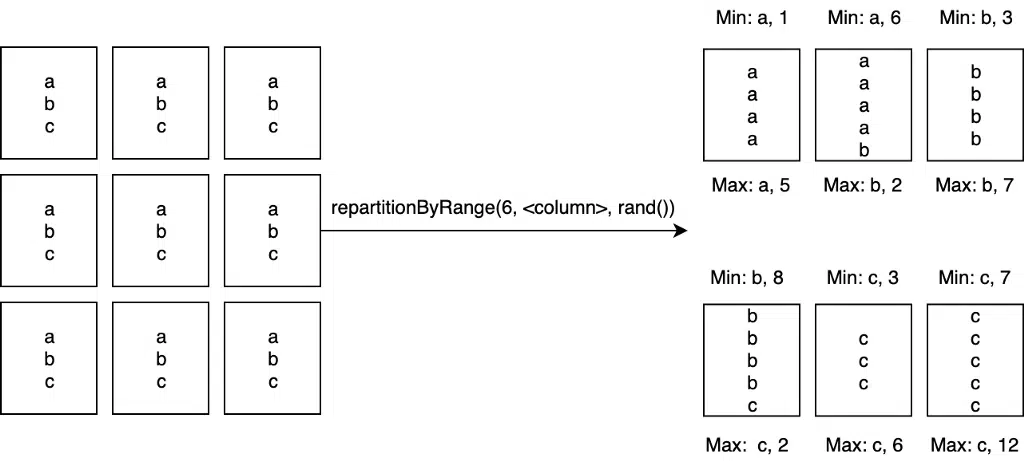 a
b
c
a
b
c
a
b
c
a
b
c
a
b
c
a
b
c
a
b
c
a
b
c
a
b
c
repartitionByRange(6, <column>, rand())
Min: a, 1
a
a
a
a
Max: a, 5
Min: a, 6
a
a
a
a
b
Max: b, 2
Min: b, 3
b
b
b
b
Max: b, 7
Min: b, 8
b
b
b
b
c
Max: c, 2
Min: c, 3
c
c
c
Max: c, 6
Min: c, 7
c
c
c
c
c
Max: c, 12